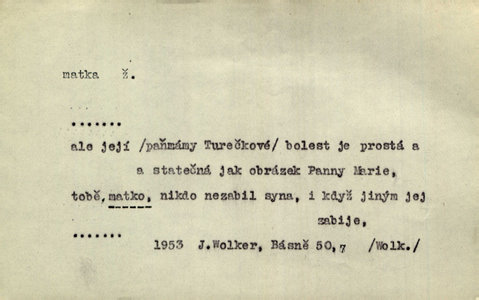 matka ž.
.......
ale její /paňmámy Turečkové/ bolest je prostá a
a statečná jak obrázek Panny Marie,
tobě, matko, nikdo nezabil syna, i když jiným jej
zabije,
.......
1953 J.Wolker, Básně 50,7 /Wolk./